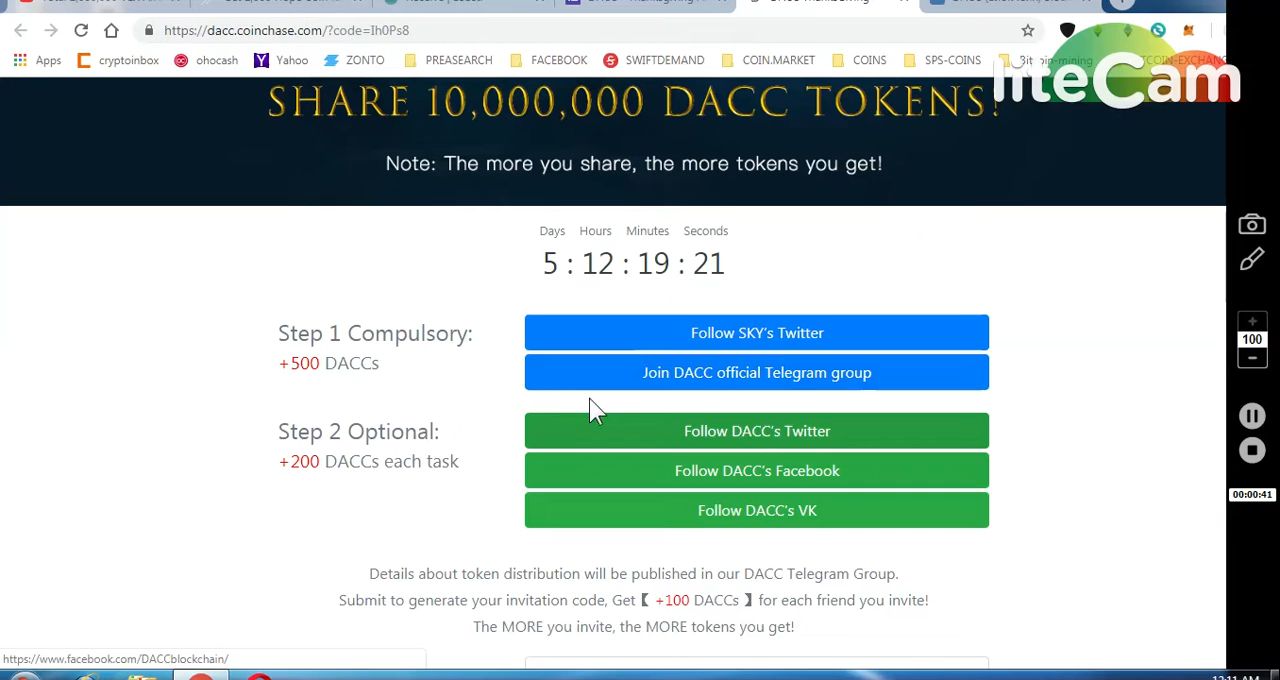 https://dacc.coinchase.com/?code=Ih0Ps8
Apps cryptoinbox ohocash Yahoo ZONTO PREASEARCH FACEBOOK SWIFTDEMAND COIN.MARKET COINS SPS-COINS
liteCam
SHARE 10,000,000 DACC TOKENS!
Note: The more you share, the more tokens you get!
Days Hours Minutes Seconds
5 : 12 : 19 : 21
Step 1 Compulsory:
+500 DACCs
Follow SKY's Twitter
Join DACC official Telegram group
100
Step 2 Optional:
+200 DACCs each task
Follow DACC's Twitter
Follow DACC's Facebook
Follow DACC's VK
00:00:41
Details about token distribution will be published in our DACC Telegram Group.
Submit to generate your invitation code, Get【 +100 DACCs 】for each friend you invite!
The MORE you invite, the MORE tokens you get!
https://www.facebook.com/DACCblockchain/
12:11 AM